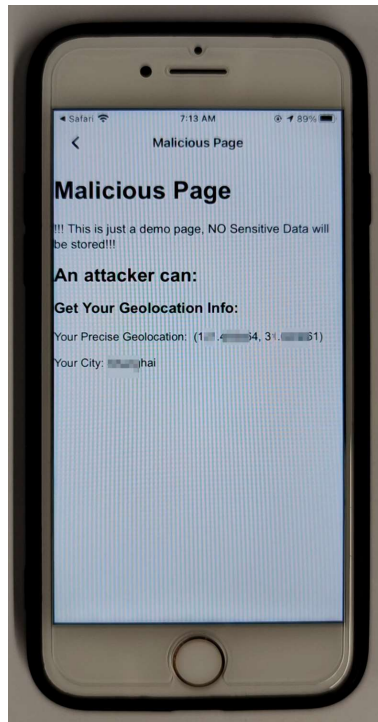 Safari
7:13 AM
89%
Malicious Page
Malicious Page
!!! This is just a demo page, NO Sensitive Data will
be stored!!!
An attacker can:
Get Your Geolocation Info:
Your Precise Geolocation:
Your City: